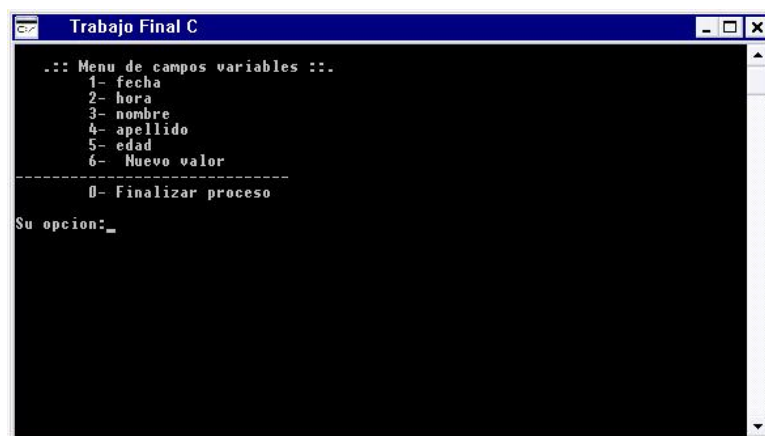 Trabajo Final C
.:: Menu de campos variables ::.
1- fecha
2- hora
3- nombre
4- apellido
5- edad
6- Nuevo valor
-------------------------------
0- Finalizar proceso
Su opcion:_